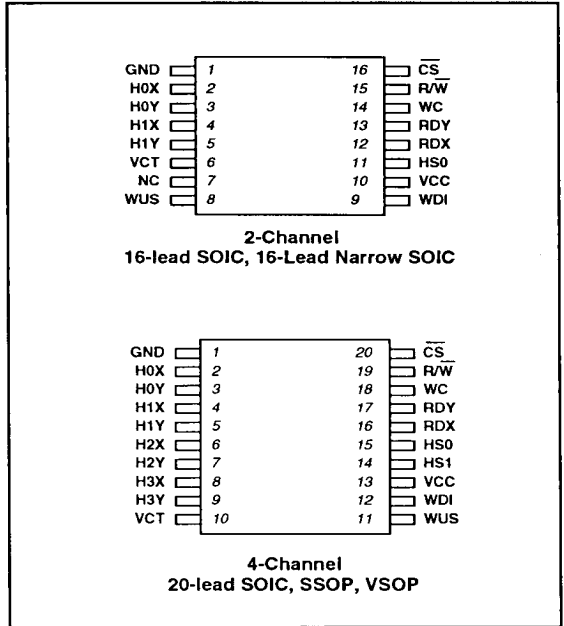 GND 1 16 C̅S̅
H0X 2 15 R/W̅
H0Y 3 14 WC
H1X 4 13 RDY
H1Y 5 12 RDX
VCT 6 11 HS0
NC 7 10 VCC
WUS 8 9 WDI
2-Channel
16-lead SOIC, 16-Lead Narrow SOIC
GND 1 20 C̅S̅
H0X 2 19 R/W̅
H0Y 3 18 WC
H1X 4 17 RDY
H1Y 5 16 RDX
H2X 6 15 HS0
H2Y 7 14 HS1
H3X 8 13 VCC
H3Y 9 12 WDI
VCT 10 11 WUS
4-Channel
20-lead SOIC, SSOP, VSOP